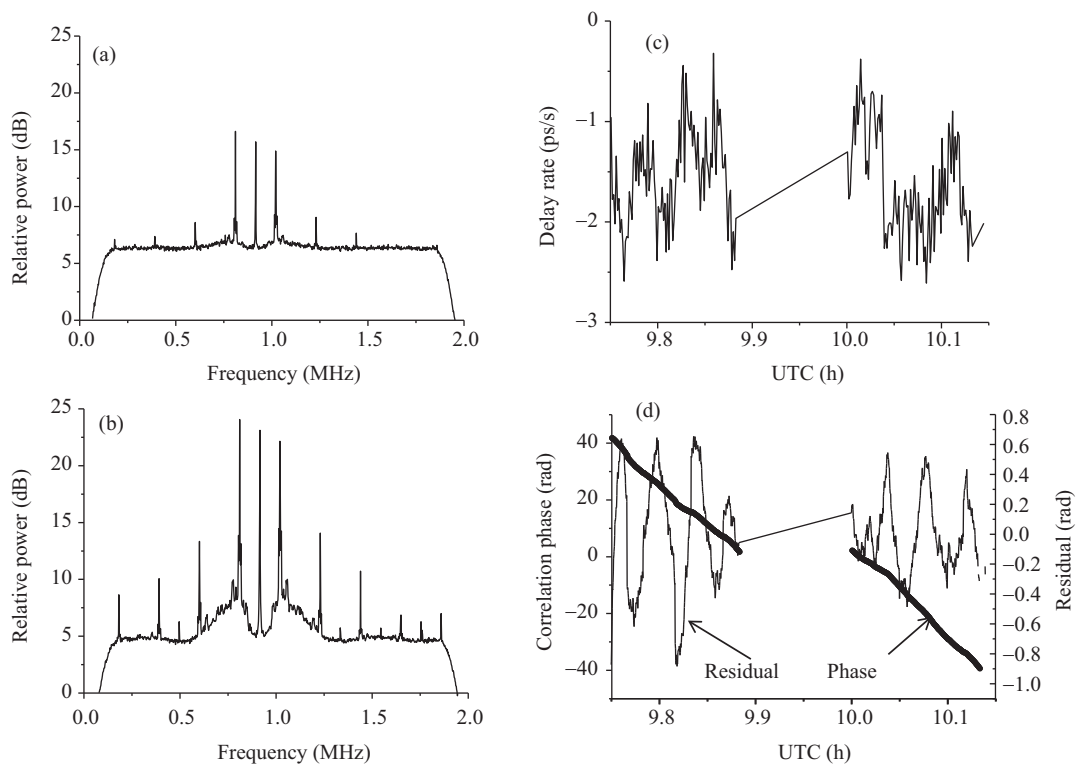 (a)
25
20
15
10
5
0
Relative power (dB)
0.0 0.5 1.0 1.5 2.0
Frequency (MHz)
(c)
0
−1
−2
−3
Delay rate (ps/s)
9.8 9.9 10.0 10.1
UTC (h)
(b)
25
20
15
10
5
0
Relative power (dB)
0.0 0.5 1.0 1.5 2.0
Frequency (MHz)
(d)
40
20
0
−20
−40
Correlation phase (rad)
0.8
0.6
0.4
0.2
0.0
−0.2
−0.4
−0.6
−0.8
−1.0
Residual (rad)
Residual
Phase
9.8 9.9 10.0 10.1
UTC (h)